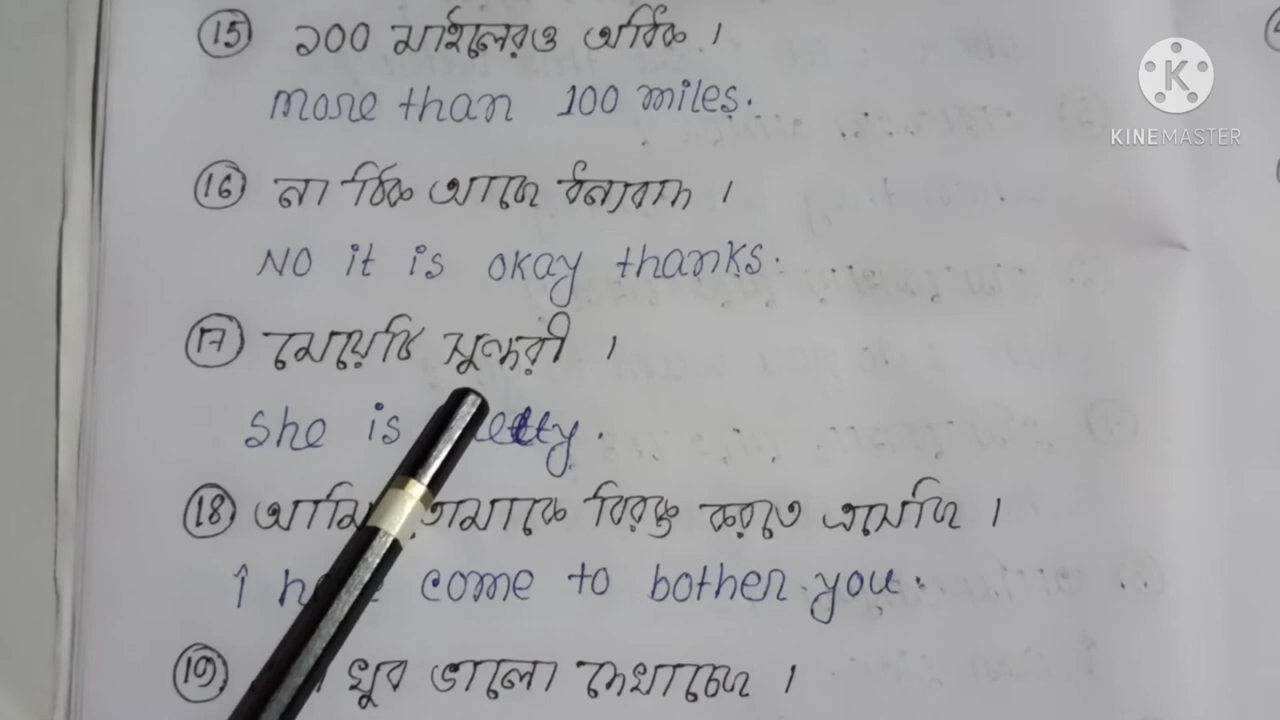 15 ১00 মাইলেরও অধিক ।
more than 100 miles.
K
KINEMASTER
16 না ঠিক আছে ধন্যবাদ ।
NO it is okay thanks.
17 মেয়েটি সুন্দরী ।
she is
18 আমি তোমাকে বিরক্ত করতে এসেছি ।
I come to bother you.
19 খুব ভালো দেখাচ্ছে ।